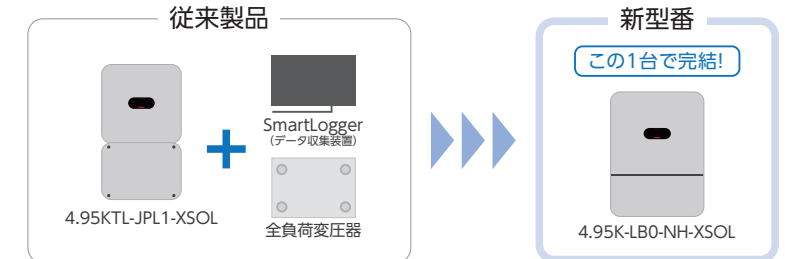 従来製品
4.95KTL-JPL1-XSOL
SmartLogger
(データ収集装置)
全負荷変圧器
新型番
この1台で完結!
4.95K-LB0-NH-XSOL